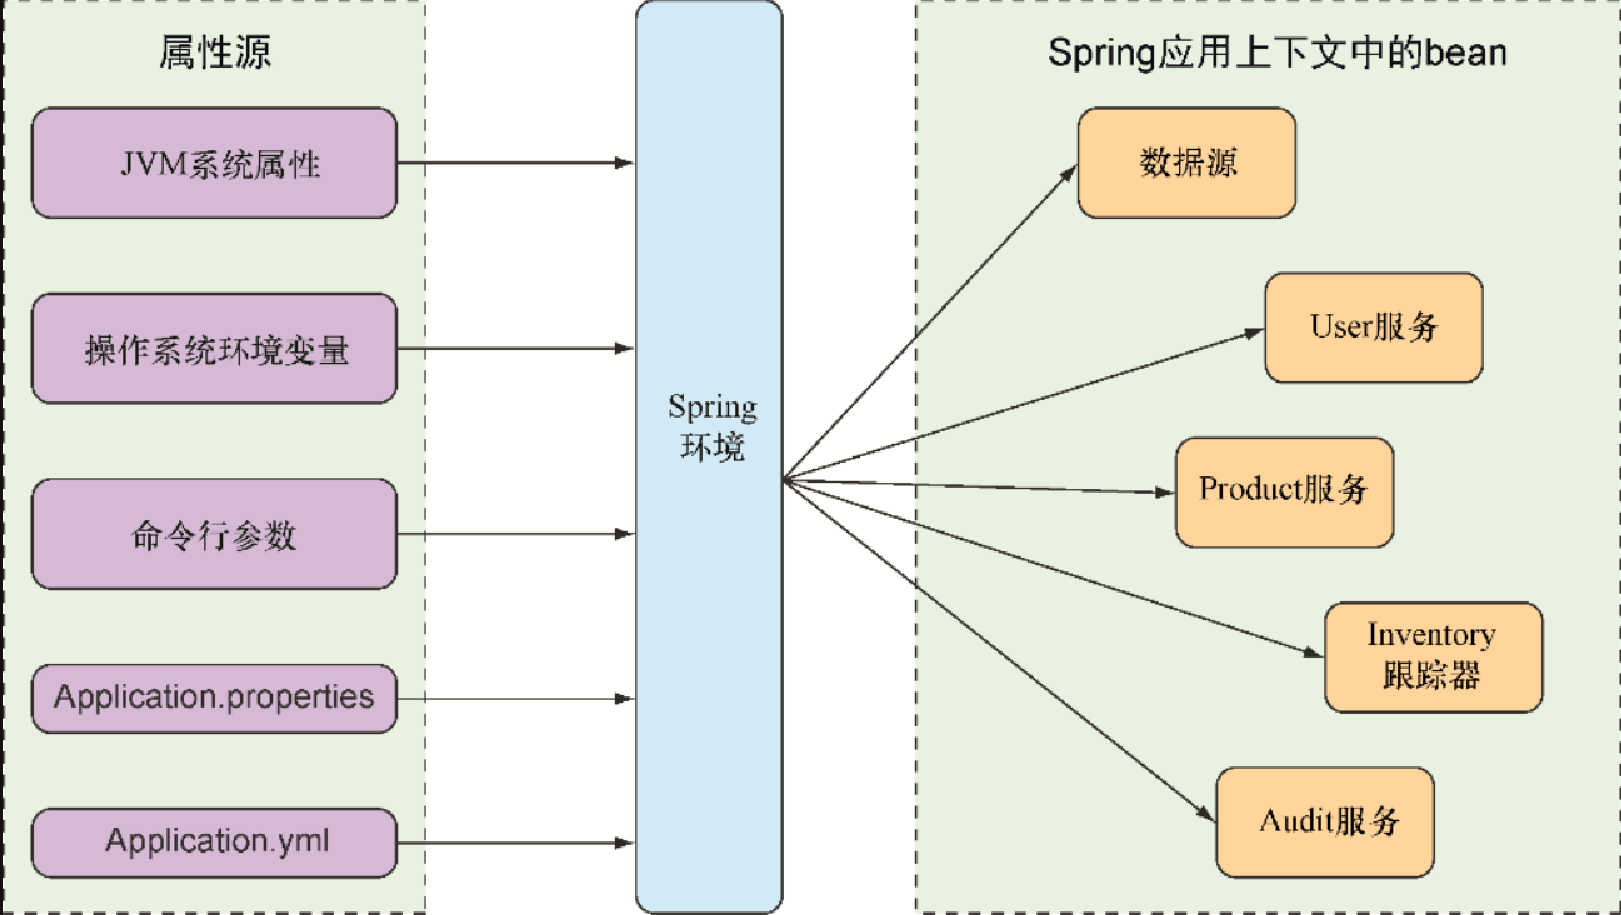 属性源
JVM系统属性
操作系统环境变量
命令行参数
Application.properties
Application.yml
Spring
环境
Spring应用上下文中的bean
数据源
User服务
Product服务
Inventory
跟踪器
Audit服务